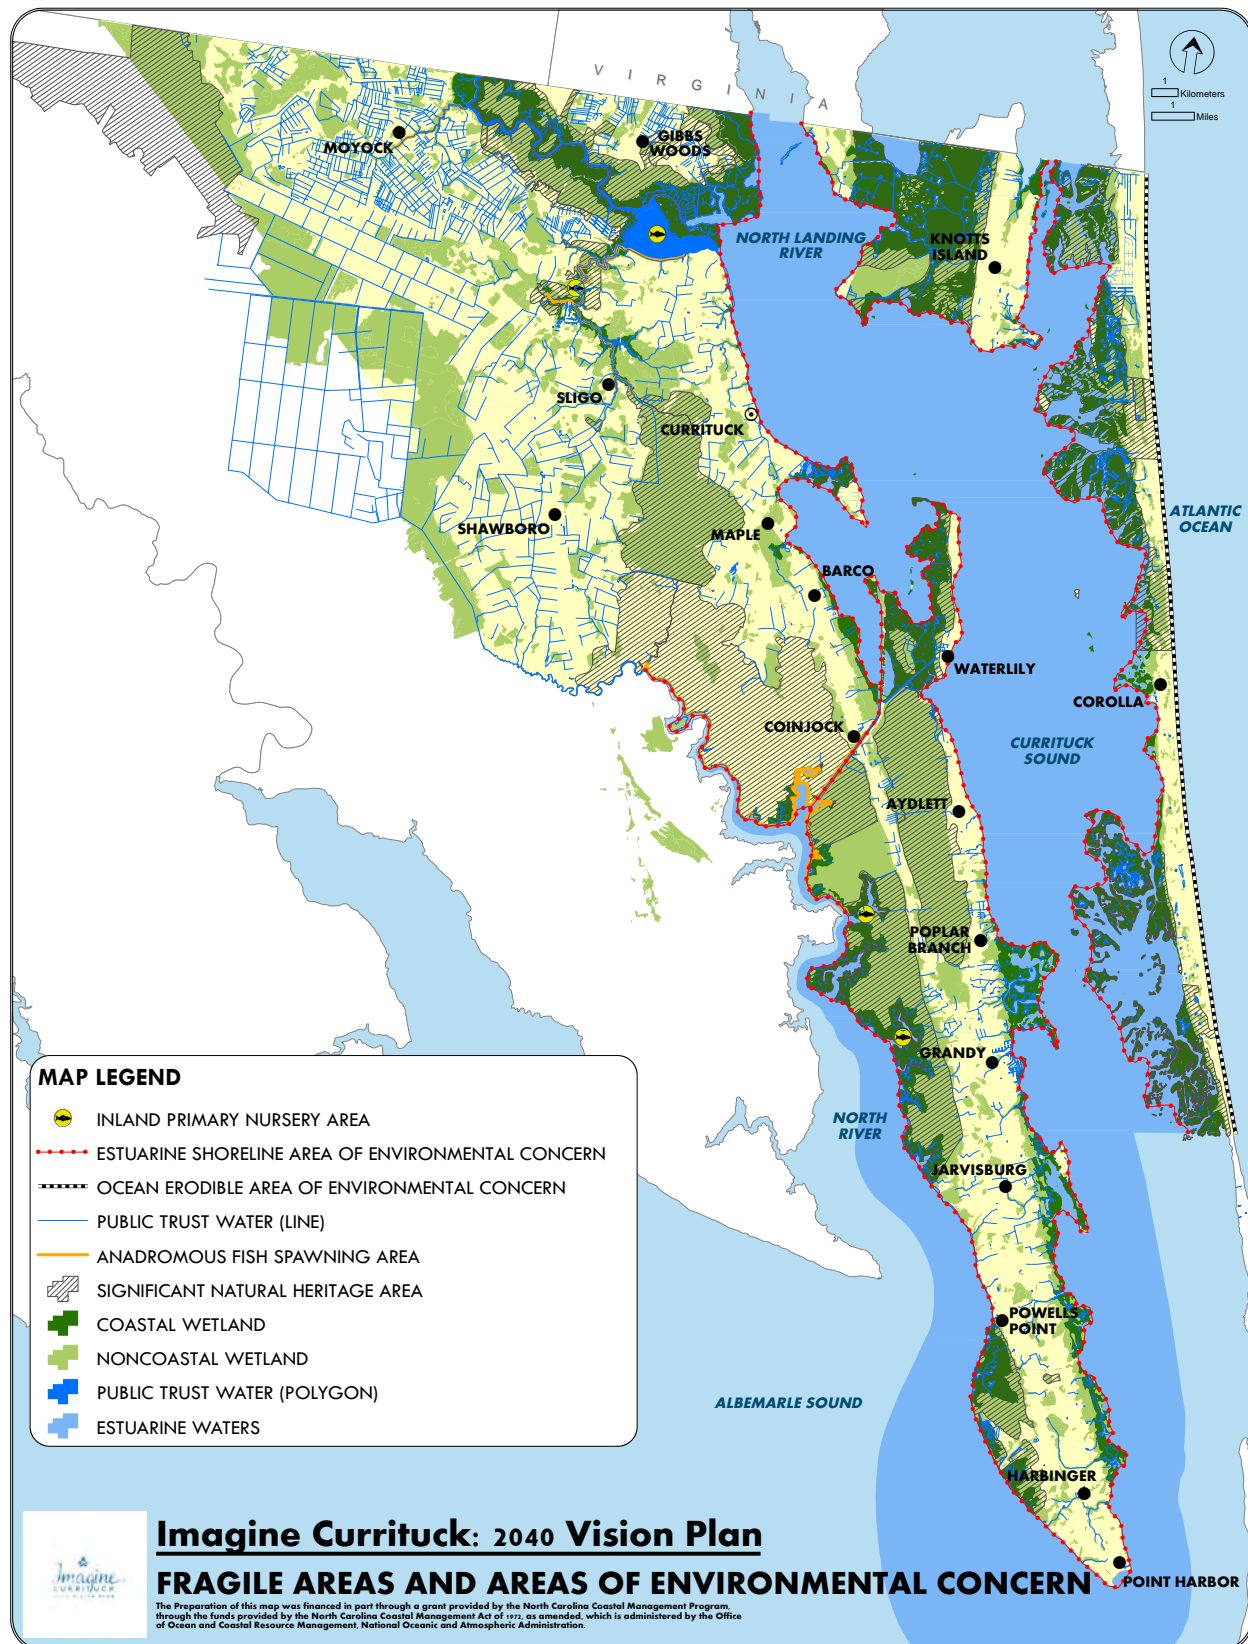 VIRGINIA
1
Kilometers
1
Miles
MOYOCK
GIBBS
WOODS
NORTH LANDING
RIVER
KNOTTS
ISLAND
SLIGO
CURRITUCK
SHAWBORO
MAPLE
ATLANTIC
OCEAN
BARCO
WATERLILY
COROLLA
COINJOCK
CURRITUCK
SOUND
AYDLETT
POPLAR
BRANCH
GRANDY
NORTH
RIVER
JARVISBURG
POWELLS
POINT
ALBEMARLE SOUND
HARBINGER
POINT HARBOR
MAP LEGEND
INLAND PRIMARY NURSERY AREA
ESTUARINE SHORELINE AREA OF ENVIRONMENTAL CONCERN
OCEAN ERODIBLE AREA OF ENVIRONMENTAL CONCERN
PUBLIC TRUST WATER (LINE)
ANADROMOUS FISH SPAWNING AREA
SIGNIFICANT NATURAL HERITAGE AREA
COASTAL WETLAND
NONCOASTAL WETLAND
PUBLIC TRUST WATER (POLYGON)
ESTUARINE WATERS
Imagine
CURRITUCK
Imagine Currituck: 2040 Vision Plan
FRAGILE AREAS AND AREAS OF ENVIRONMENTAL CONCERN
The Preparation of this map was financed in part through a grant provided by the North Carolina Coastal Management Program,
through the funds provided by the North Carolina Coastal Management Act of 1972, as amended, which is administered by the Office
of Ocean and Coastal Resource Management, National Oceanic and Atmospheric Administration.